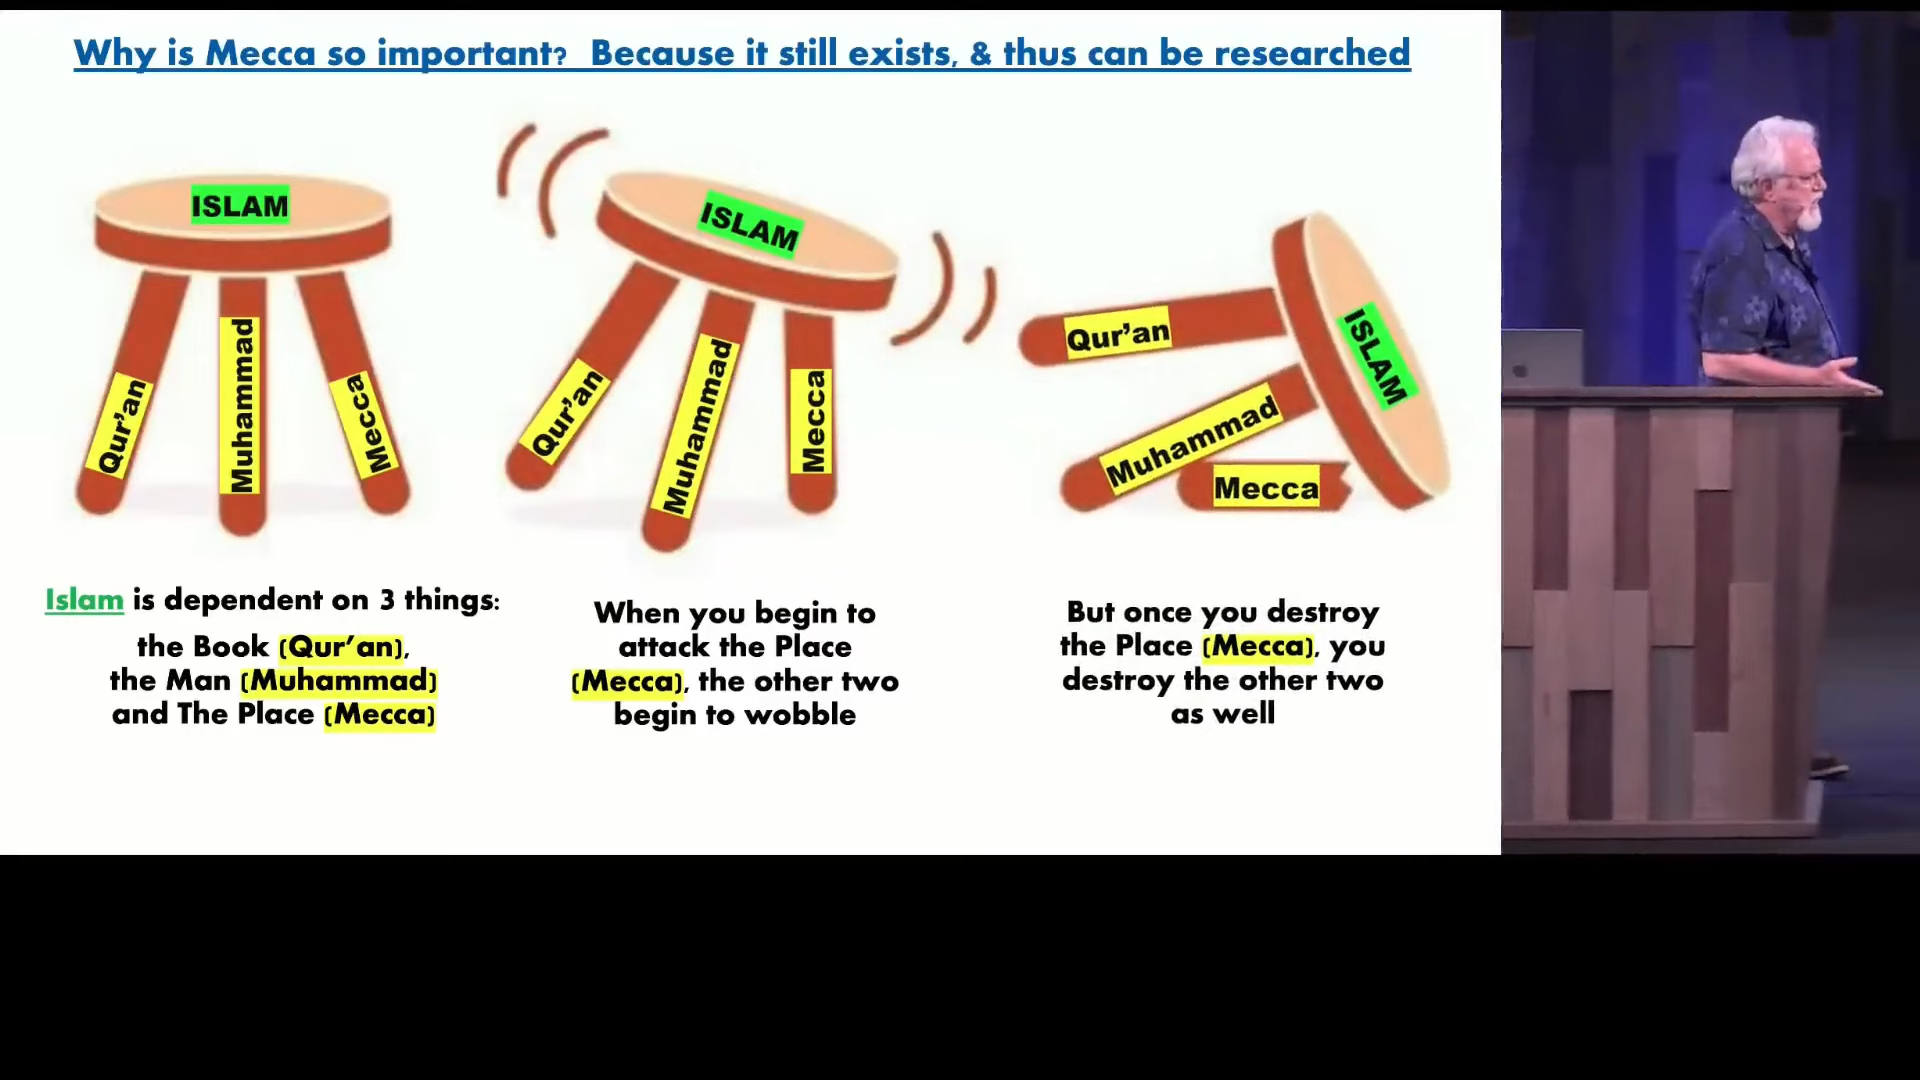 Why is Mecca so important? Because it still exists, & thus can be researched
ISLAM
Qur'an
Muhammad
Mecca
ISLAM
Qur'an
Muhammad
Mecca
ISLAM
Qur'an
Muhammad
Mecca
Islam is dependent on 3 things:
the Book (Qur'an),
the Man (Muhammad)
and The Place (Mecca)
When you begin to
attack the Place
(Mecca), the other two
begin to wobble
But once you destroy
the Place (Mecca), you
destroy the other two
as well